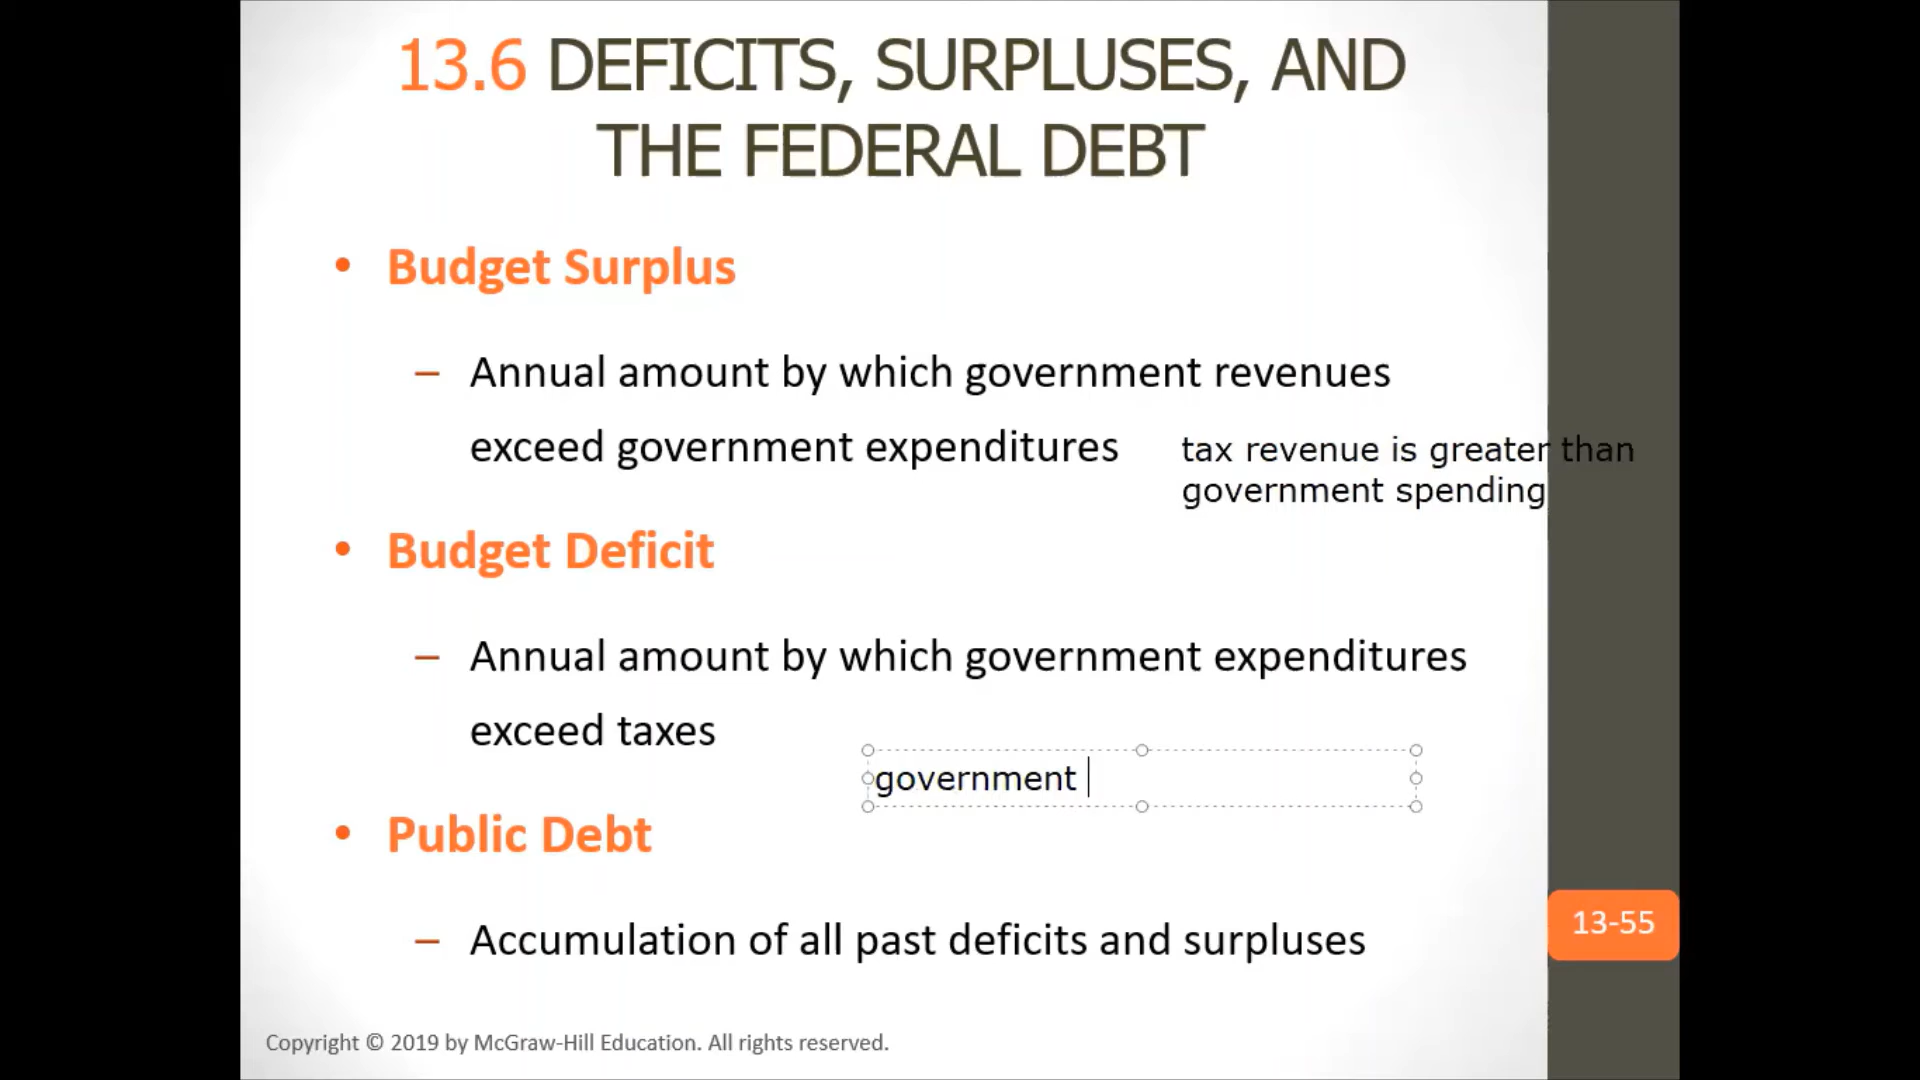 13.6 DEFICITS, SURPLUSES, AND
THE FEDERAL DEBT
• Budget Surplus
– Annual amount by which government revenues
exceed government expenditures
tax revenue is greater than
government spending
• Budget Deficit
– Annual amount by which government expenditures
exceed taxes
government
• Public Debt
– Accumulation of all past deficits and surpluses
13-55
Copyright © 2019 by McGraw-Hill Education. All rights reserved.